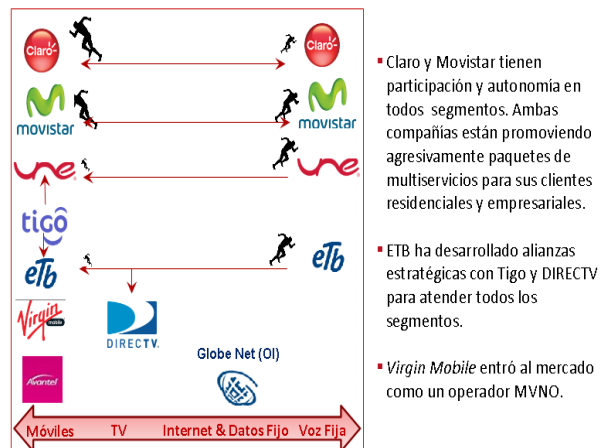 Claro
Claro
movistar
movistar
une
une
tigo
eTb
eTb
Virgin
mobile
DIRECTV.
Globe Net (OI)
Avantel
Móviles TV Internet & Datos Fijo Voz Fija
▪ Claro y Movistar tienen
participación y autonomía en
todos segmentos. Ambas
compañías están promoviendo
agresivamente paquetes de
multiservicios para sus clientes
residenciales y empresariales.
▪ ETB ha desarrollado alianzas
estratégicas con Tigo y DIRECTV
para atender todos los
segmentos.
▪ Virgin Mobile entró al mercado
como un operador MVNO.